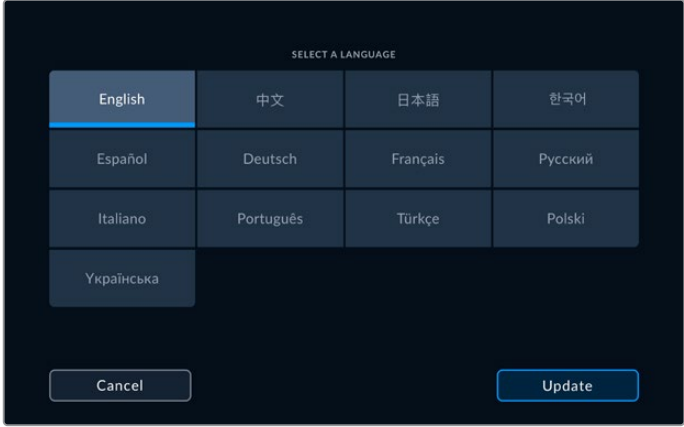 SELECT A LANGUAGE
English 中文 日本語 한국어
Español Deutsch Français Русский
Italiano Português Türkçe Polski
Українська
Cancel Update